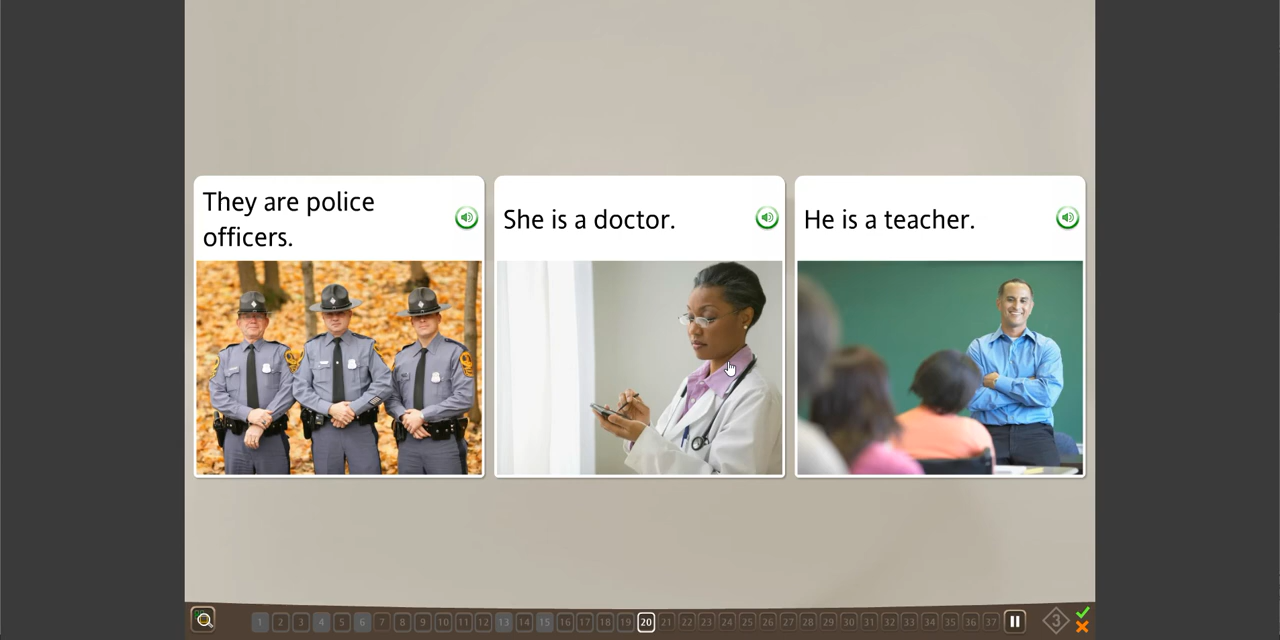 They are police
officers.
She is a doctor.
He is a teacher.
1 2 3 4 5 6 7 8 9 10 11 12 13 14 15 16 17 18 19 20 21 22 23 24 25 26 27 28 29 30 31 32 33 34 35 36 37
3